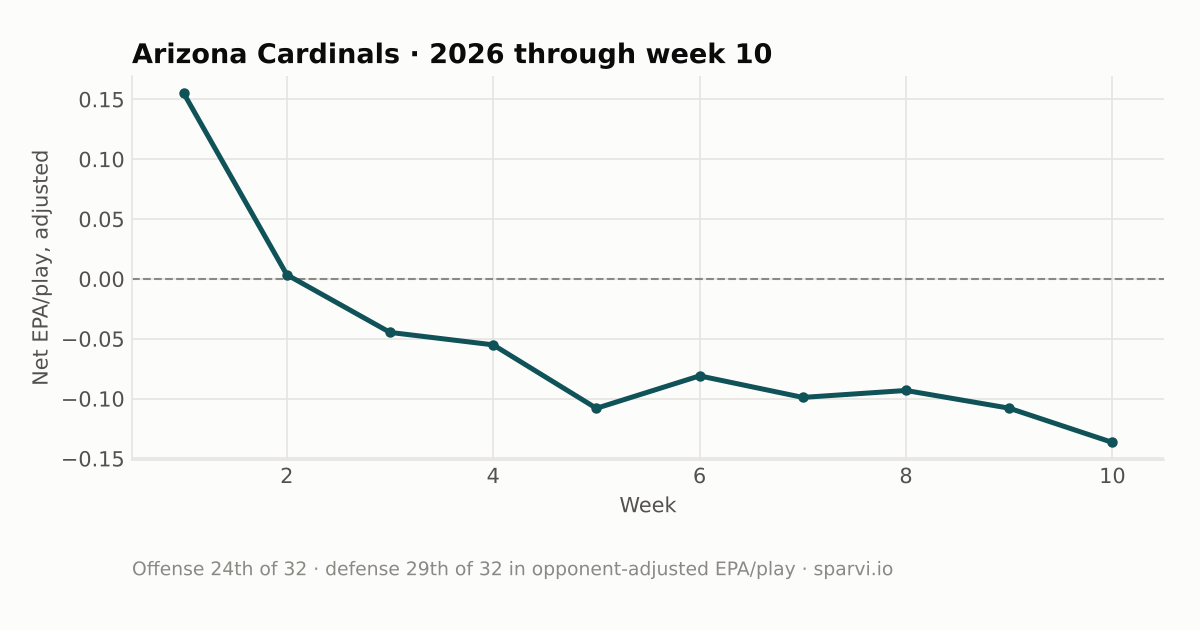 Arizona Cardinals · 2026 through week 10
Net EPA/play, adjusted
0.15
0.10
0.05
0.00
−0.05
−0.10
−0.15
2 4 6 8 10
Week
Offense 24th of 32 · defense 29th of 32 in opponent-adjusted EPA/play · sparvi.io